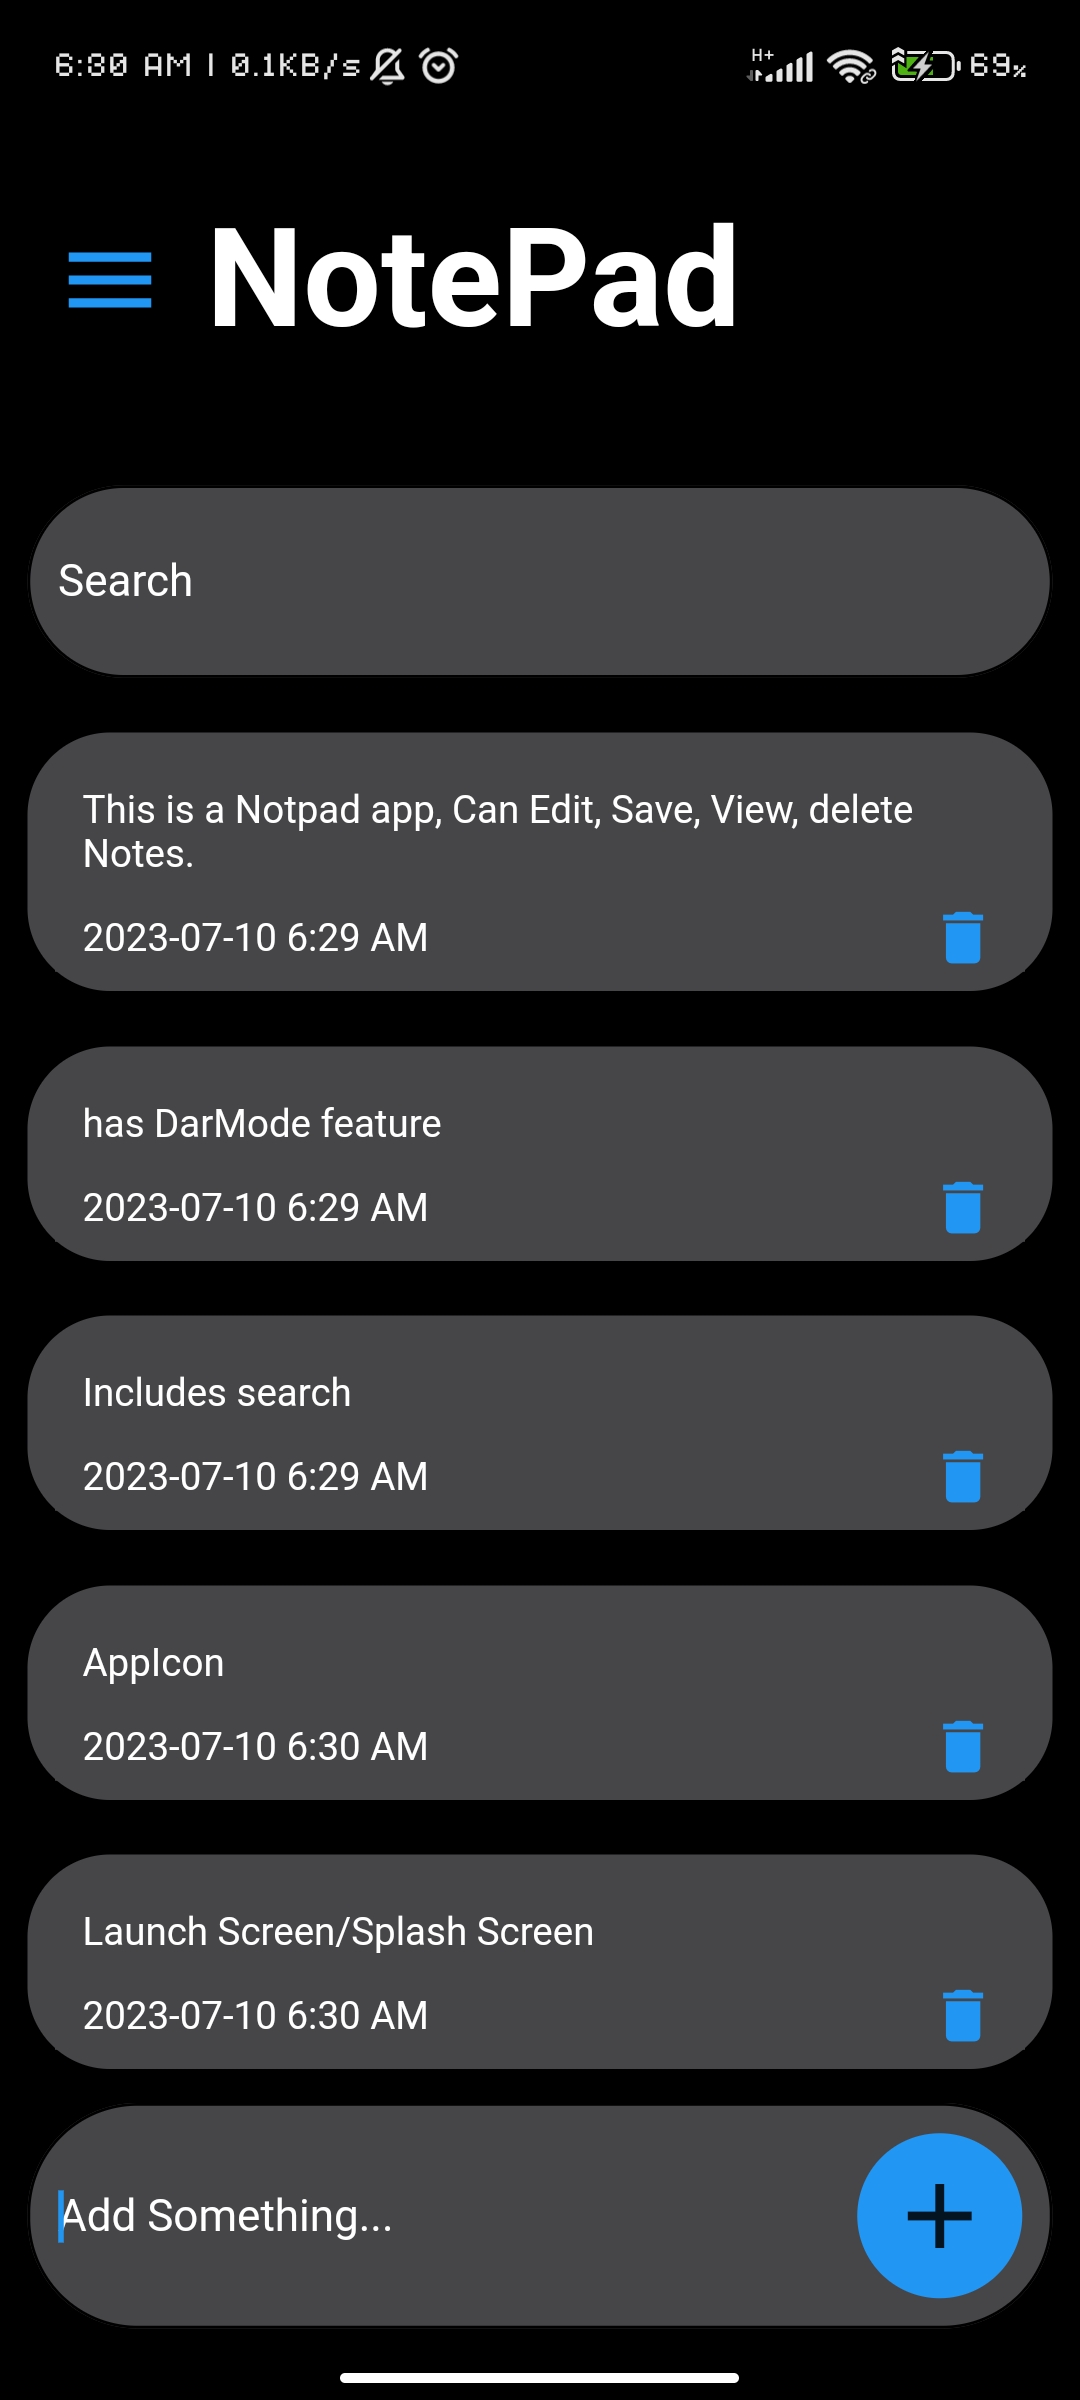 6:30 AM | 0.1KB/s
H+
69%
NotePad
Search
This is a Notpad app, Can Edit, Save, View, delete
Notes.
2023-07-10 6:29 AM
has DarMode feature
2023-07-10 6:29 AM
Includes search
2023-07-10 6:29 AM
AppIcon
2023-07-10 6:30 AM
Launch Screen/Splash Screen
2023-07-10 6:30 AM
Add Something...